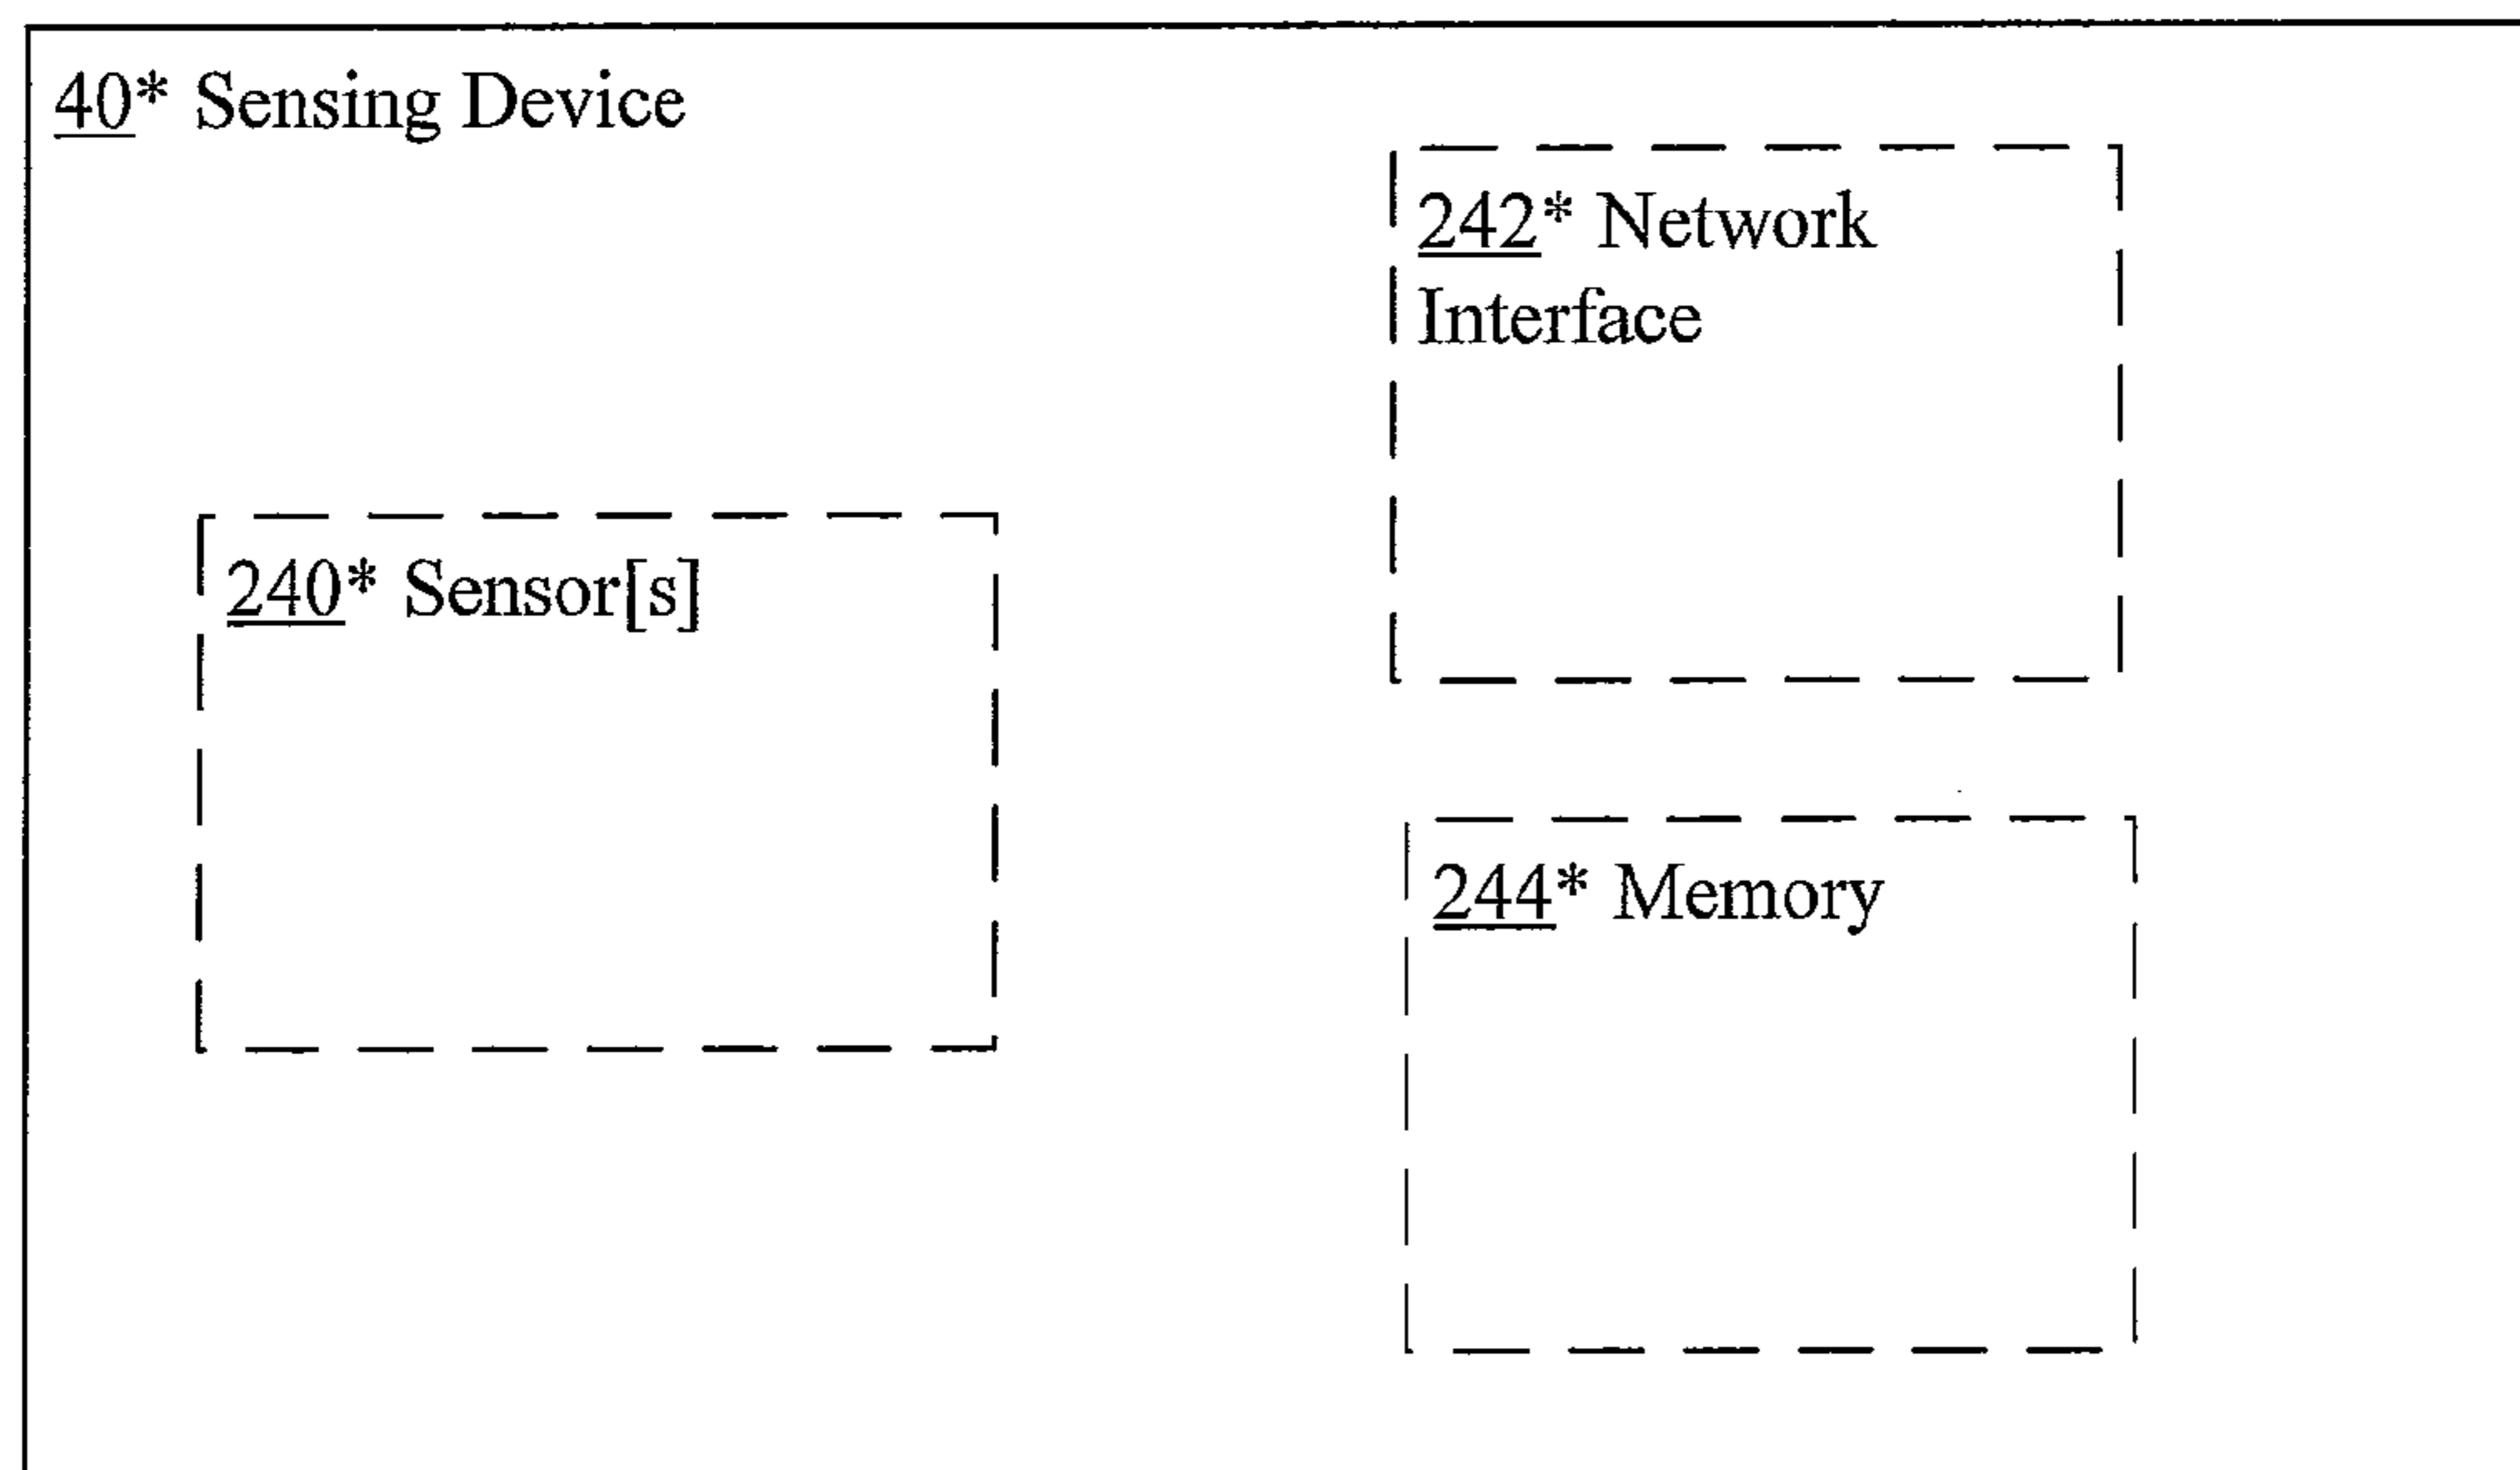 40* Sensing Device
242* Network
Interface
240* Sensor[s]
244* Memory